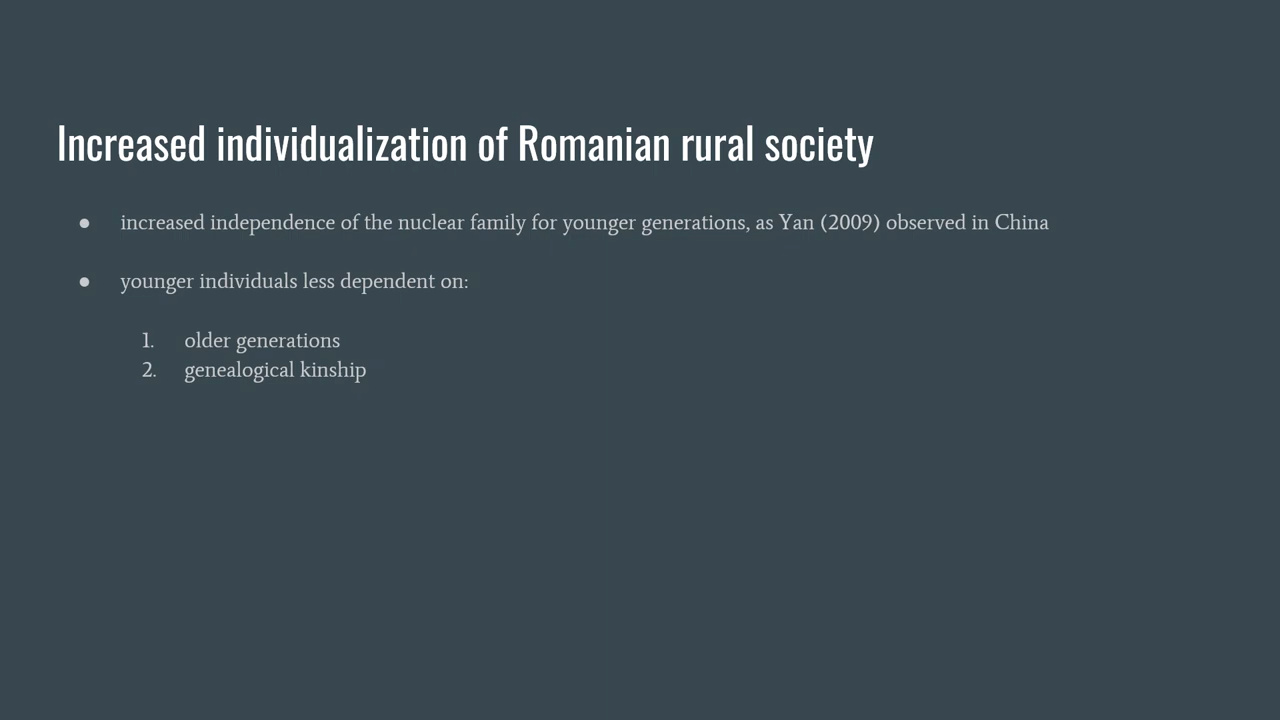 Increased individualization of Romanian rural society
● increased independence of the nuclear family for younger generations, as Yan (2009) observed in China
● younger individuals less dependent on:
1. older generations
2. genealogical kinship